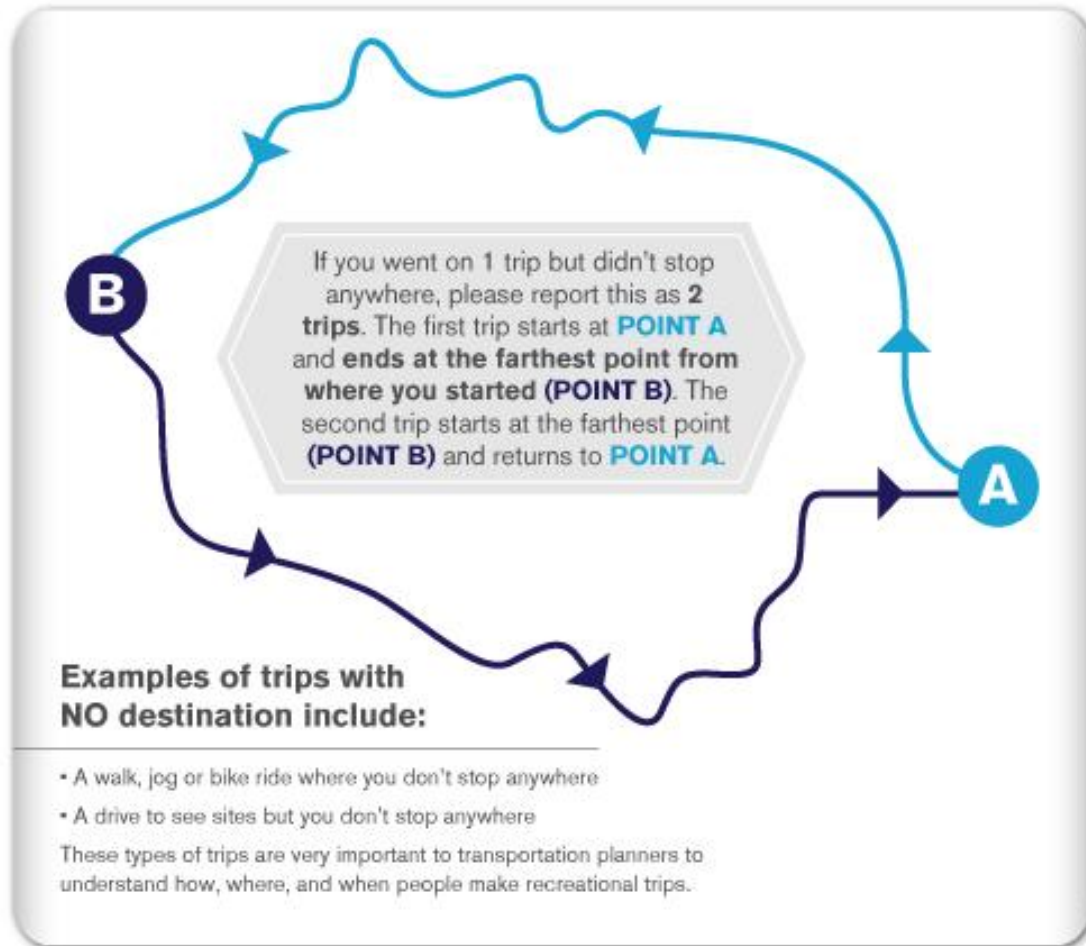 If you went on 1 trip but didn't stop
anywhere, please report this as 2
trips. The first trip starts at POINT A
and ends at the farthest point from
where you started (POINT B). The
second trip starts at the farthest point
(POINT B) and returns to POINT A.
B
A
Examples of trips with
NO destination include:
• A walk, jog or bike ride where you don't stop anywhere
• A drive to see sites but you don't stop anywhere
These types of trips are very important to transportation planners to
understand how, where, and when people make recreational trips.